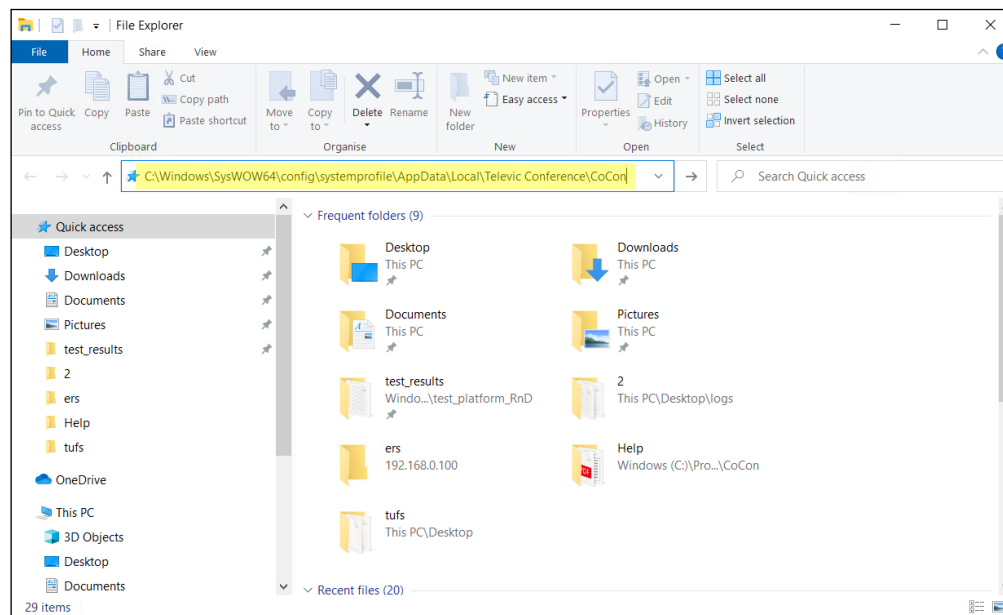 File Explorer
File Home Share View
Pin to Quick access
Copy
Paste
Cut
Copy path
Paste shortcut
Clipboard
Move to
Copy to
Delete
Rename
Organise
New folder
New item
Easy access
New
Properties
Open
Edit
History
Open
Select all
Select none
Invert selection
Select
C:\Windows\SysWOW64\config\systemprofile\AppData\Local\Televic Conference\CoCon
Search Quick access
Quick access
Desktop
Downloads
Documents
Pictures
test_results
2
ers
Help
tufs
OneDrive
This PC
3D Objects
Desktop
Documents
Frequent folders (9)
Desktop
This PC
Downloads
This PC
Documents
This PC
Pictures
This PC
test_results
Windo...\test_platform_RnD
2
This PC\Desktop\logs
ers
192.168.0.100
Help
Windows (C:)\Pro...\CoCon
tufs
This PC\Desktop
Recent files (20)
29 items